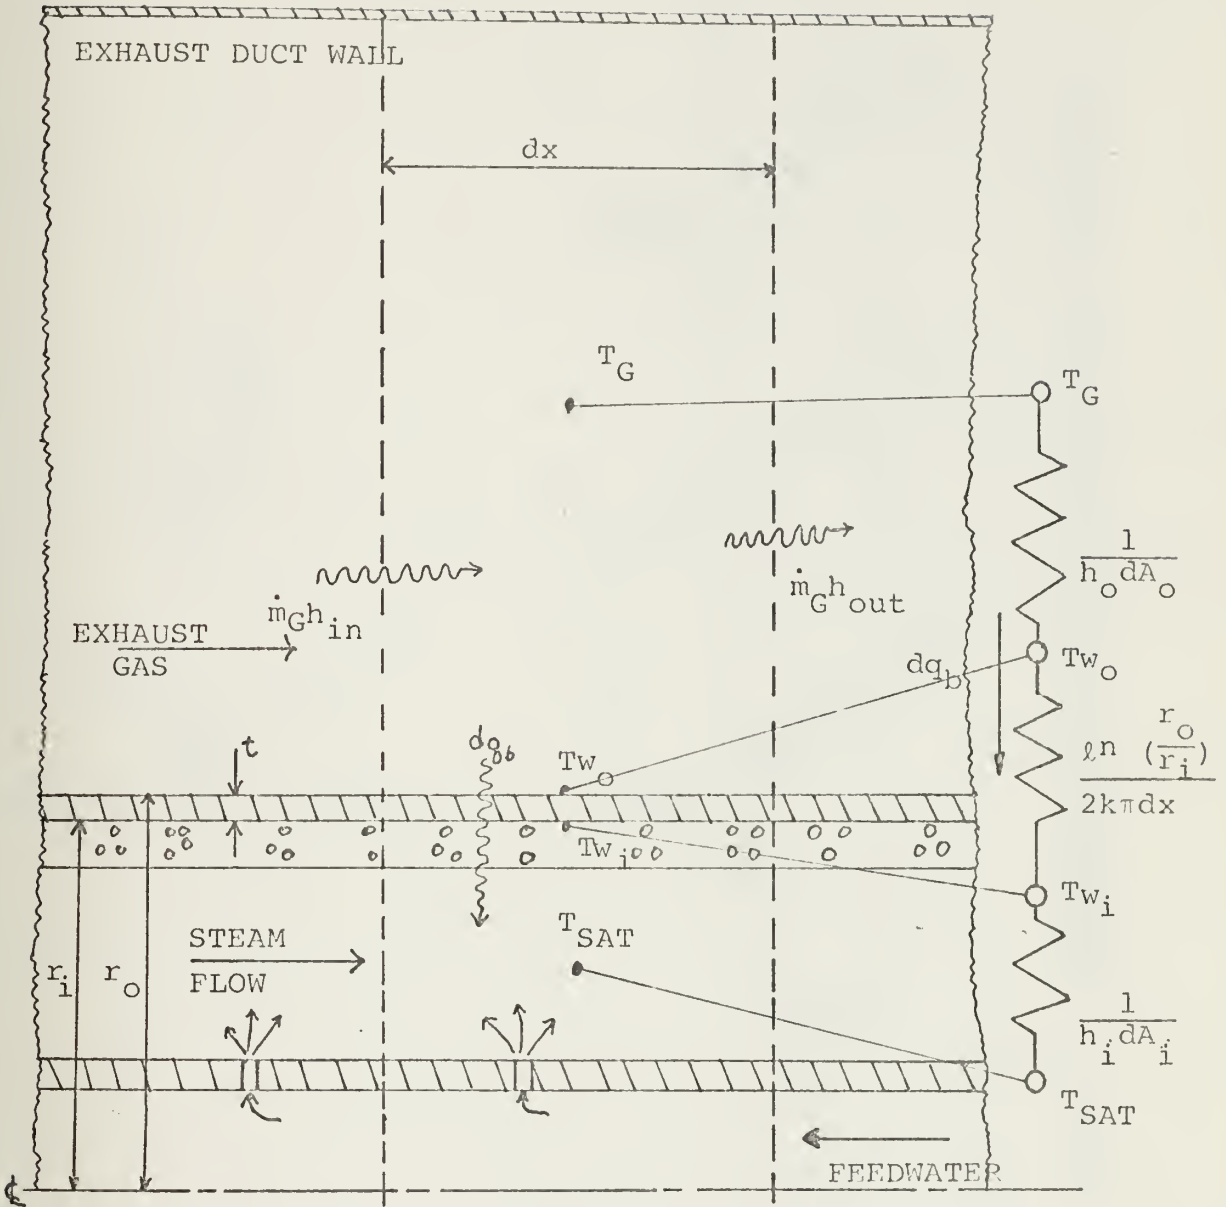 EXHAUST DUCT WALL
dx
T_G
T_G
1
h_o dA_o
ṁ_G h_in
ṁ_G h_out
EXHAUST
GAS
dq_b
Tw_o
t
dq_b
Tw_o
ℓn (r_o/r_i)
2kπdx
Tw_i
Tw_i
T_SAT
STEAM
FLOW
r_i
r_o
1
h_i dA_i
T_SAT
FEEDWATER
℄